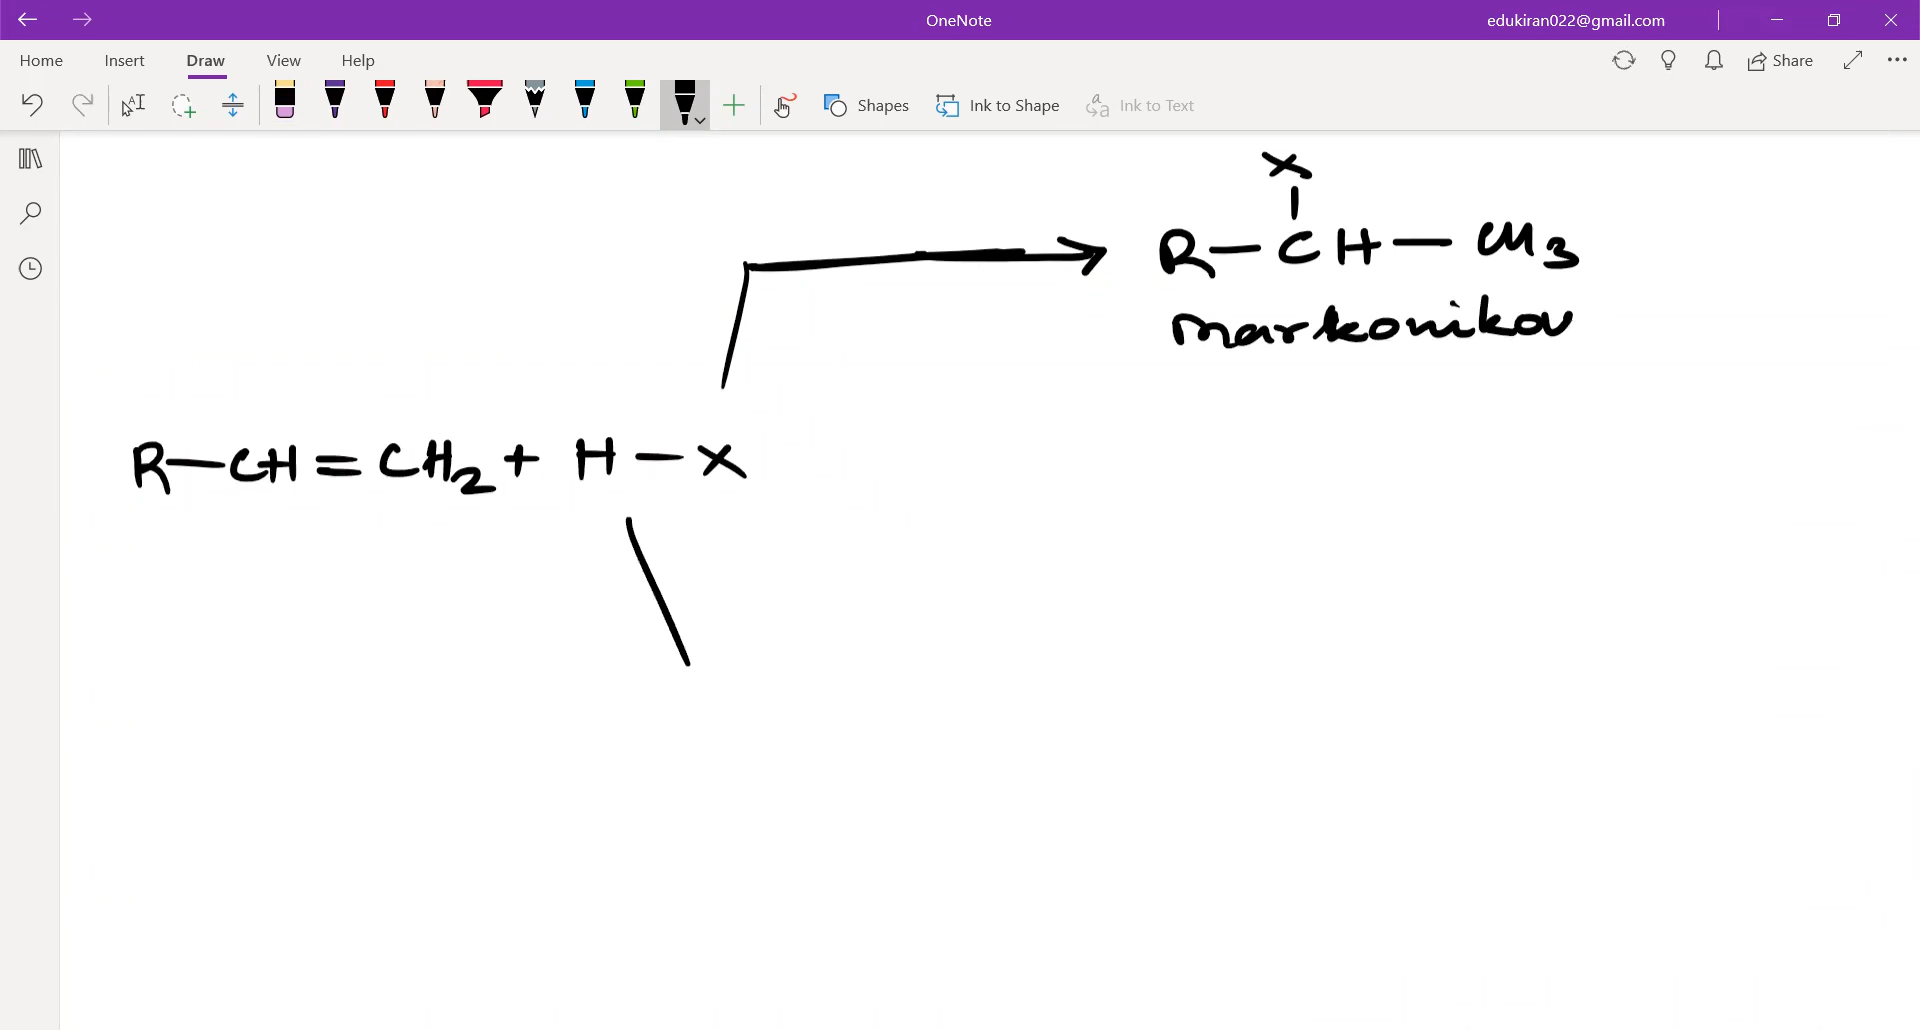 OneNote
edukiran022@gmail.com
Home Insert Draw View Help
Share
Shapes
Ink to Shape
Ink to Text
X
R-CH-CH3
markonikov
R-CH=CH2+ H-X